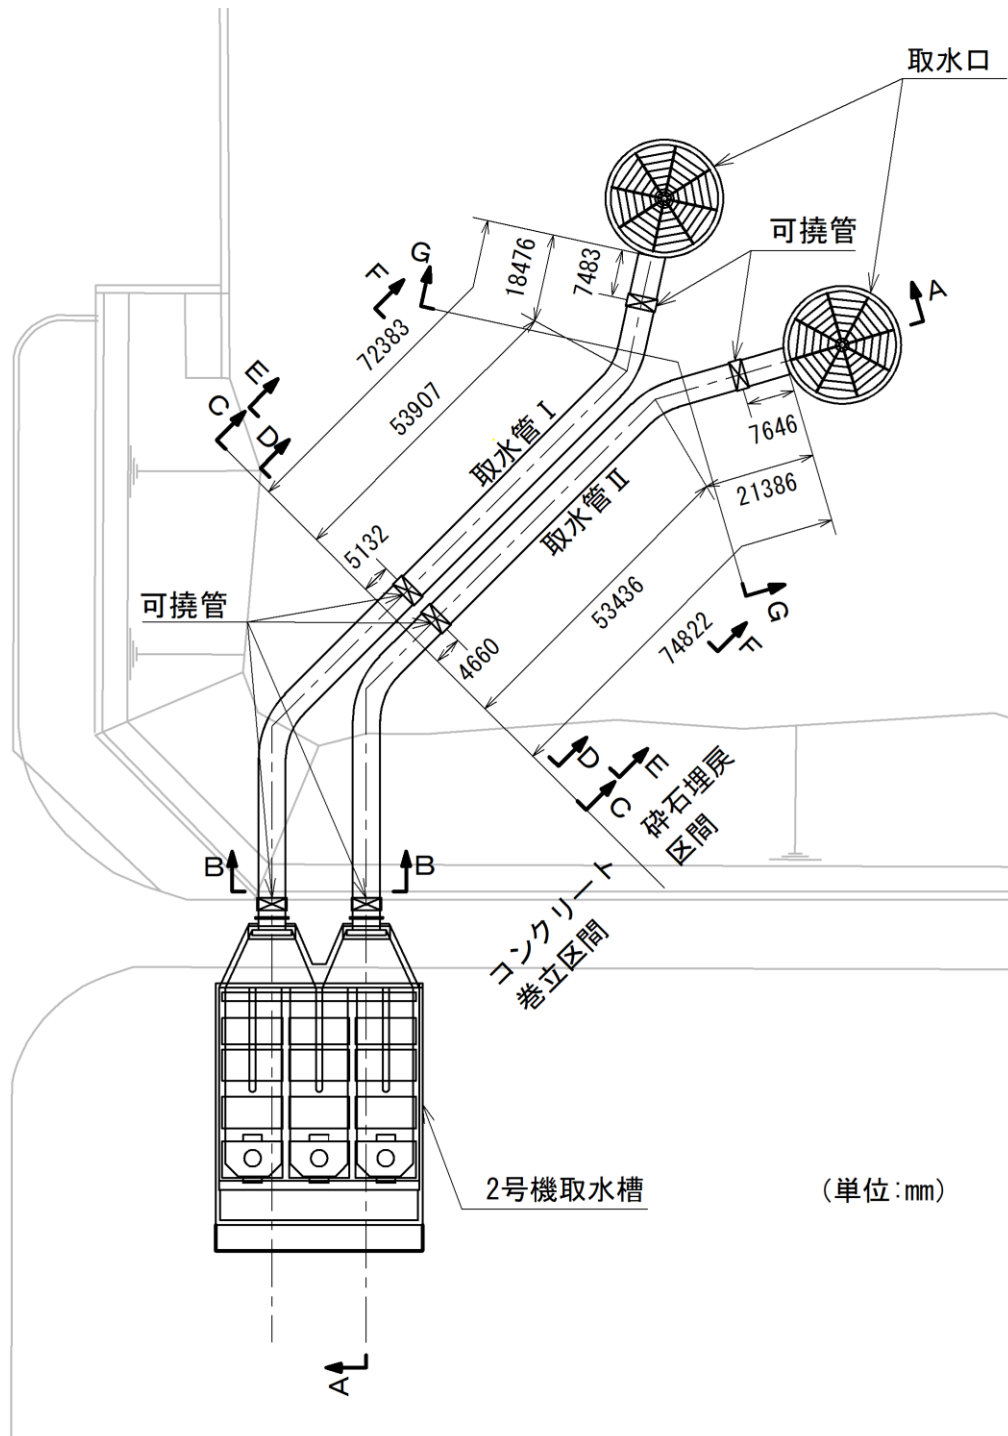 取水口
可撓管
G
F
18476
7483
A
72383
E
C
D
53907
取水管Ⅰ
7646
21386
取水管Ⅱ
5132
可撓管
53436
G
F
4660
74822
D
E
C
砕石埋戻
区間
B
B
コンクリート
巻立区間
2号機取水槽
(単位:mm)
A